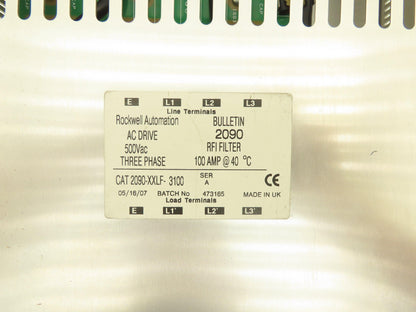 E L1 L2 L3
Line Terminals
Rockwell Automation BULLETIN
AC DRIVE 2090
500Vac RFI FILTER
THREE PHASE 100 AMP @ 40 °C
CAT 2090-XXLF- 3100 SER A CE
05/16/07 BATCH No 473165 MADE IN UK
Load Terminals
E L1' L2' L3'